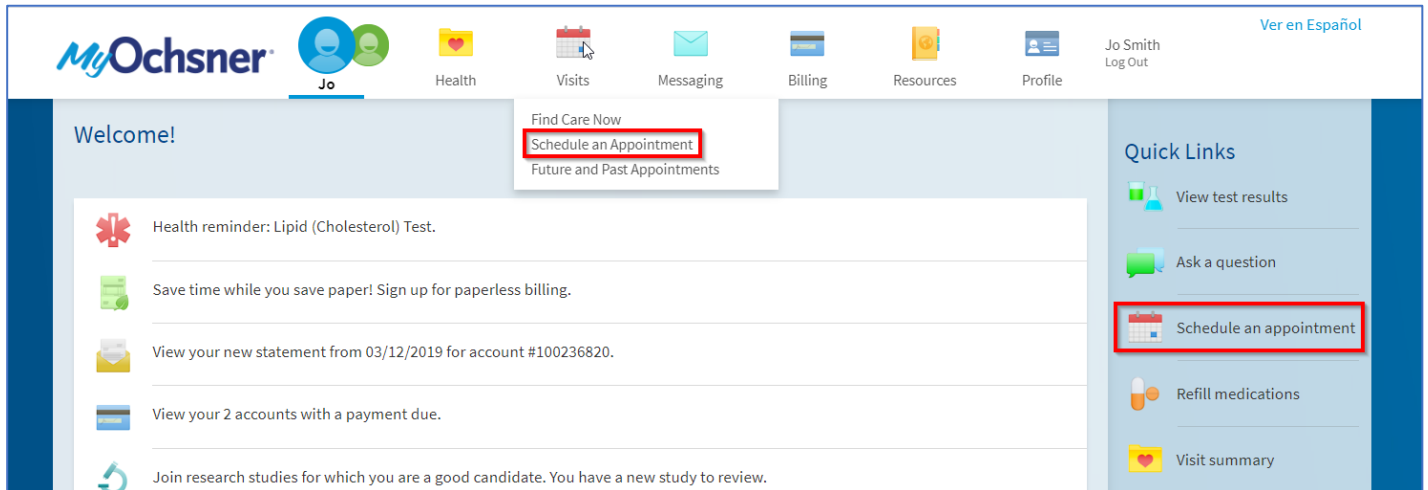 Ver en Español
MyOchsner
Jo
Health
Visits
Messaging
Billing
Resources
Profile
Jo Smith
Log Out
Find Care Now
Schedule an Appointment
Future and Past Appointments
Welcome!
Health reminder: Lipid (Cholesterol) Test.
Save time while you save paper! Sign up for paperless billing.
View your new statement from 03/12/2019 for account #100236820.
View your 2 accounts with a payment due.
Join research studies for which you are a good candidate. You have a new study to review.
Quick Links
View test results
Ask a question
Schedule an appointment
Refill medications
Visit summary